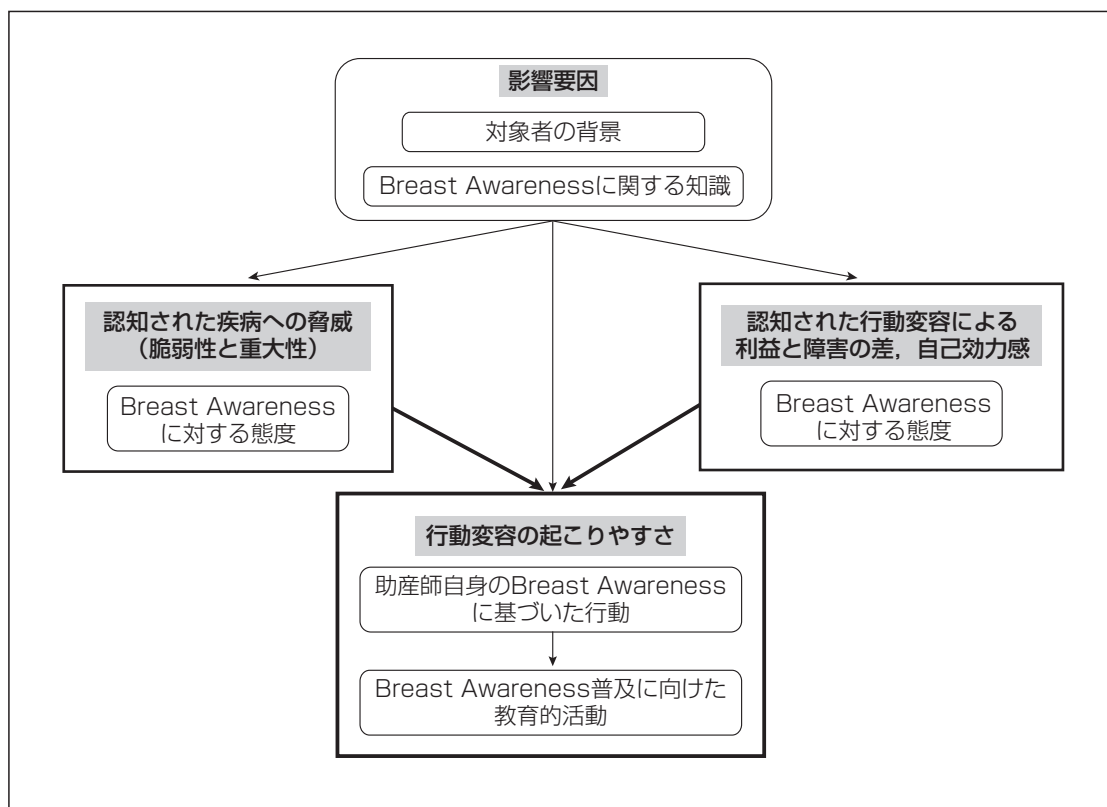 影響要因
対象者の背景
Breast Awarenessに関する知識
認知された疾病への脅威
（脆弱性と重大性）
Breast Awareness
に対する態度
認知された行動変容による
利益と障害の差，自己効力感
Breast Awareness
に対する態度
行動変容の起こりやすさ
助産師自身のBreast Awareness
に基づいた行動
Breast Awareness普及に向けた
教育的活動